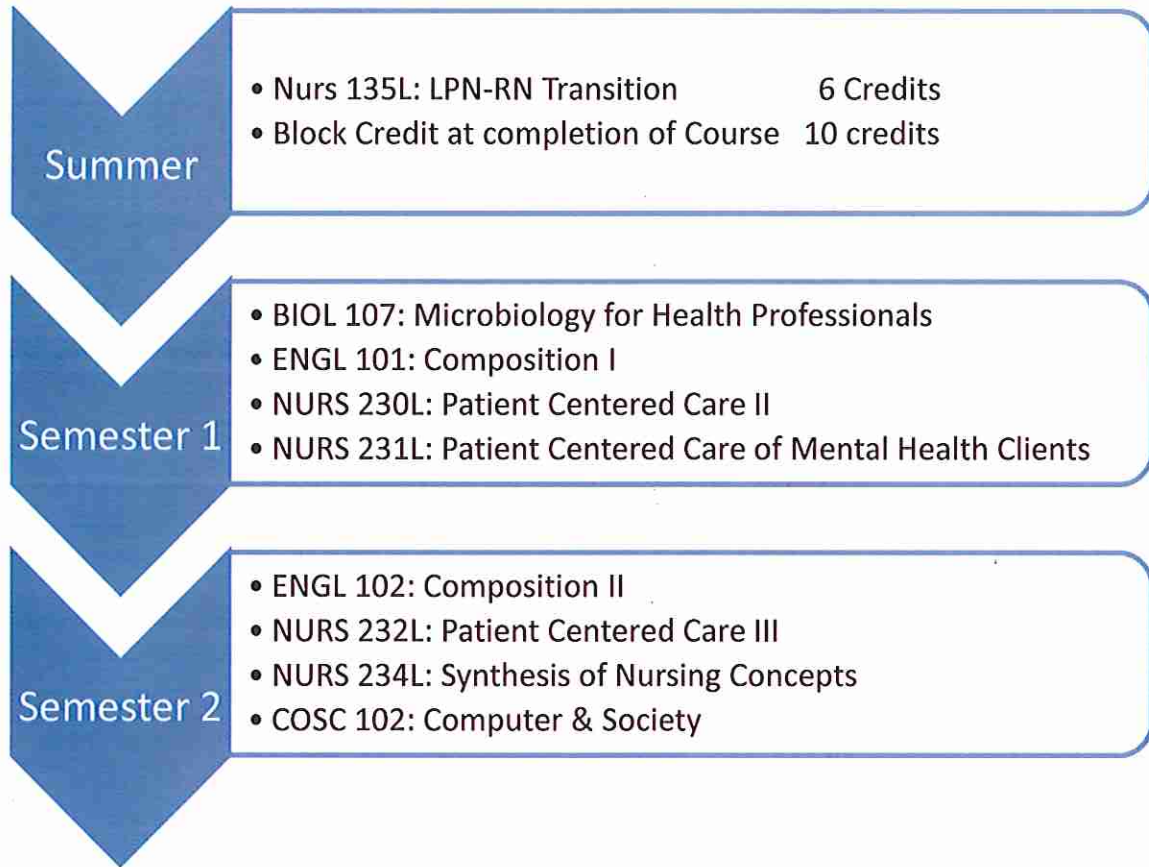 Summer
• Nurs 135L: LPN-RN Transition 6 Credits
• Block Credit at completion of Course 10 credits
Semester 1
• BIOL 107: Microbiology for Health Professionals
• ENGL 101: Composition I
• NURS 230L: Patient Centered Care II
• NURS 231L: Patient Centered Care of Mental Health Clients
Semester 2
• ENGL 102: Composition II
• NURS 232L: Patient Centered Care III
• NURS 234L: Synthesis of Nursing Concepts
• COSC 102: Computer & Society